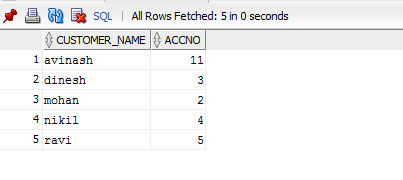 SQL | All Rows Fetched: 5 in 0 seconds
CUSTOMER_NAME ACCNO
1 avinash 11
2 dinesh 3
3 mohan 2
4 nikil 4
5 ravi 5